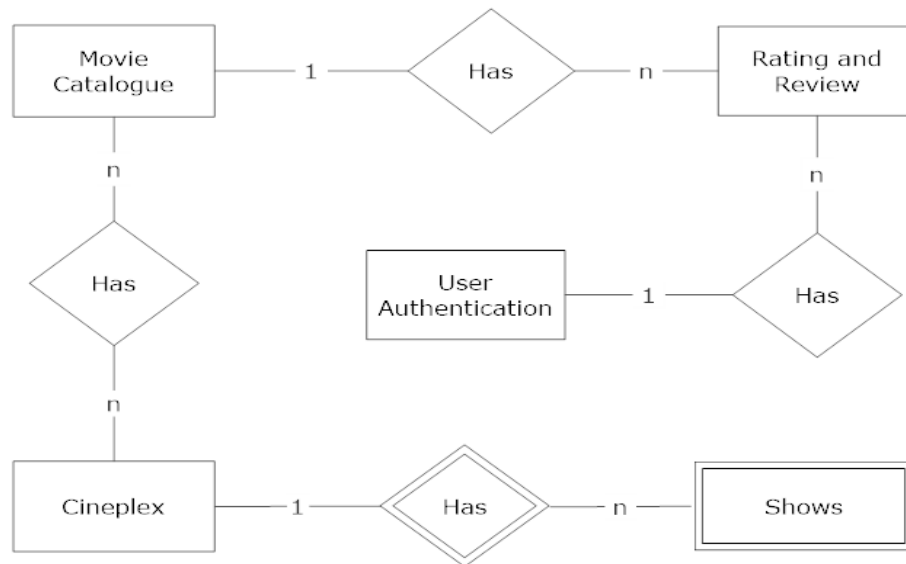 Movie
Catalogue
1
Has
n
Rating and
Review
n
n
Has
User
Authentication
1
Has
n
Cineplex
1
Has
n
Shows